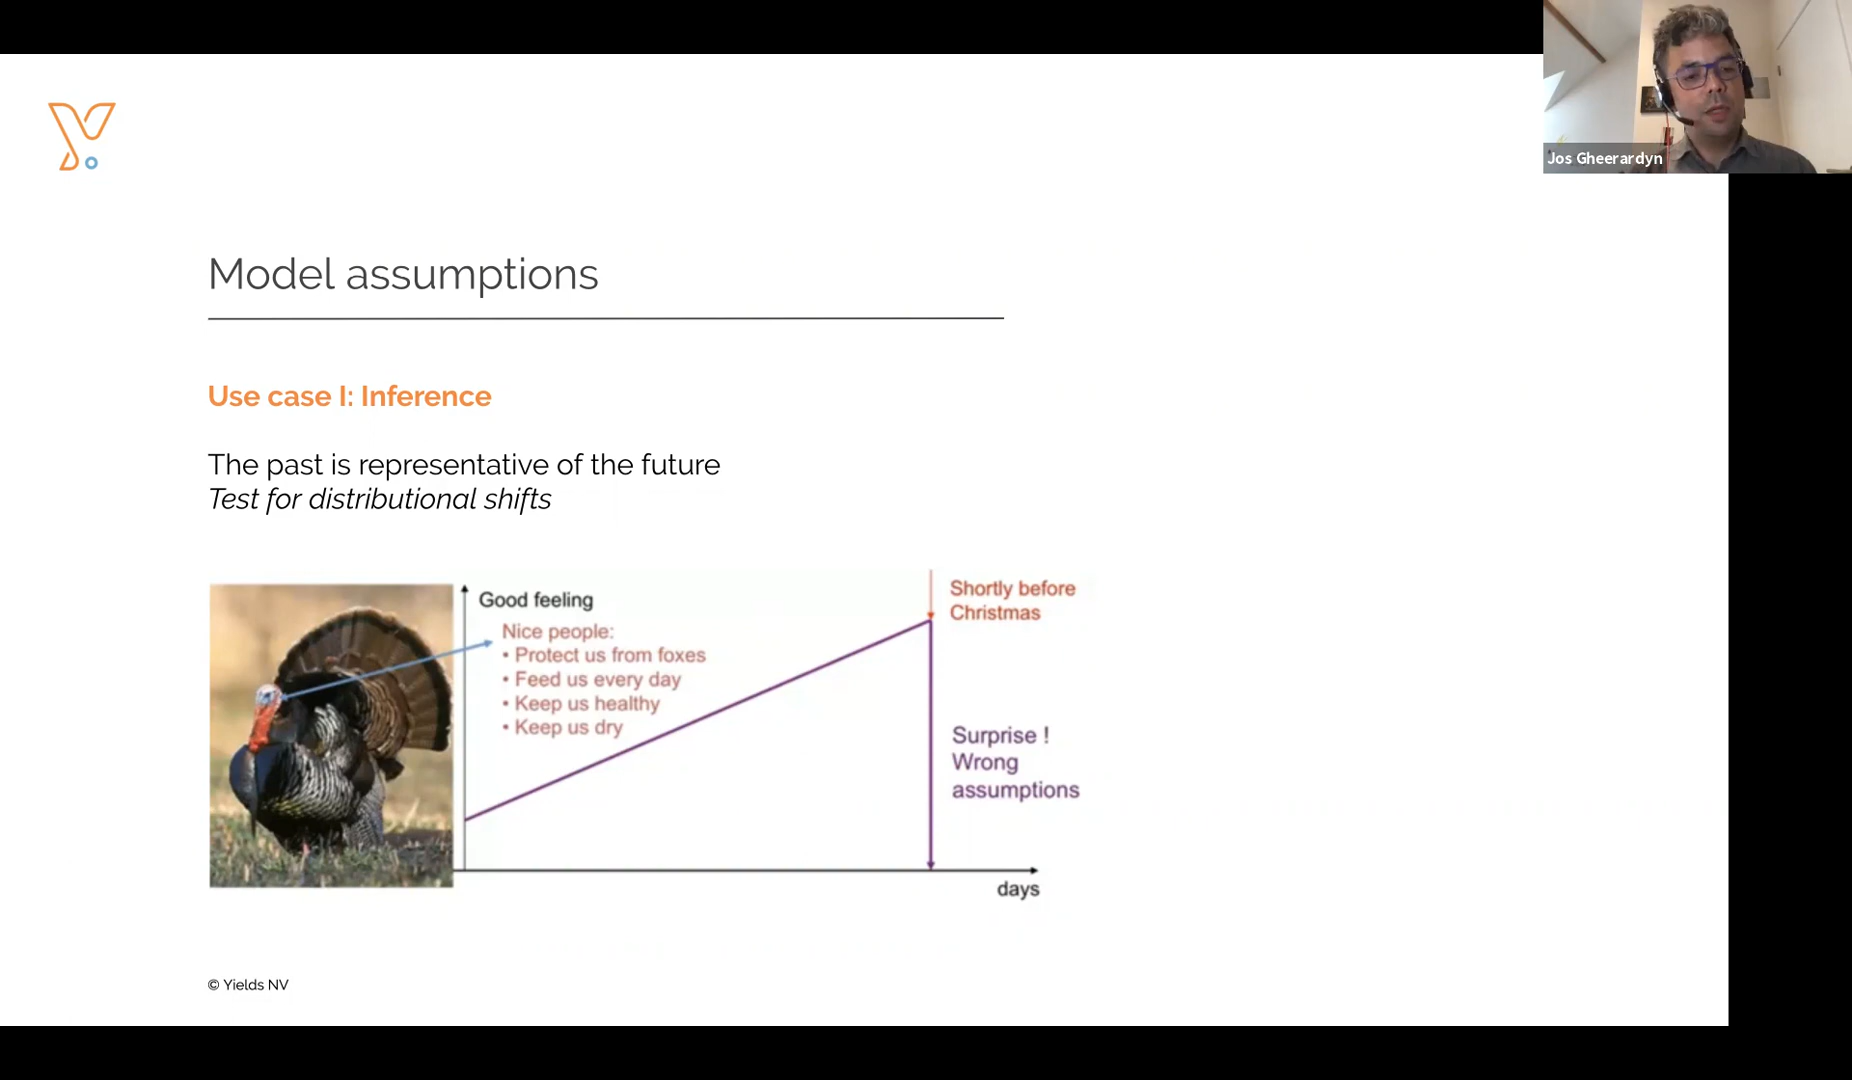 Jos Gheerardyn
Model assumptions
Use case I: Inference
The past is representative of the future
Test for distributional shifts
Good feeling
Nice people:
• Protect us from foxes
• Feed us every day
• Keep us healthy
• Keep us dry
Shortly before
Christmas
Surprise !
Wrong
assumptions
days
© Yields NV